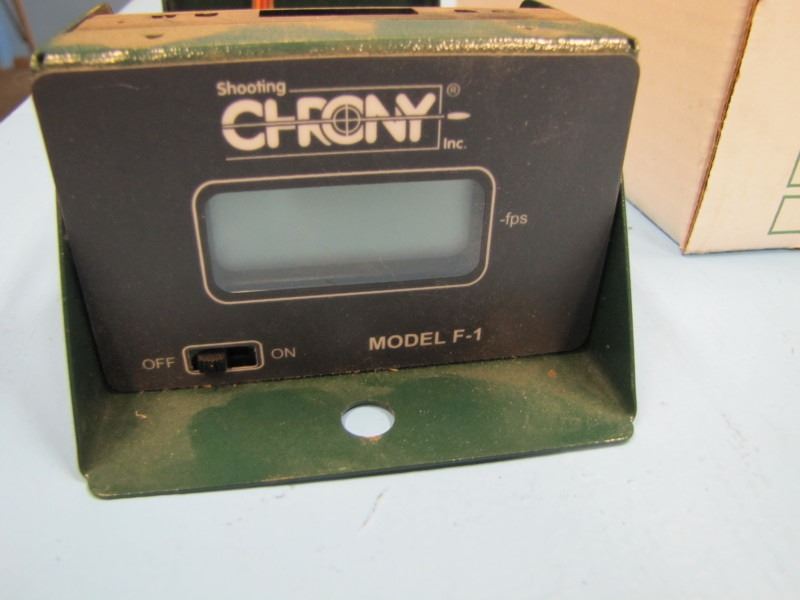 Shooting
CHRONY ®
Inc.
-fps
OFF ON
MODEL F-1